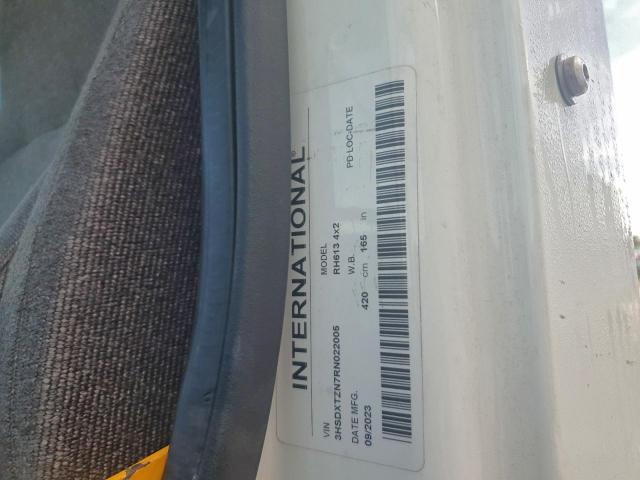 INTERNATIONAL®
VIN
3HSDXTZN7RN022005
MODEL
RH613 4x2
DATE MFG.
09/2023
W.B.
420 cm 165 in
PD-LOC-DATE